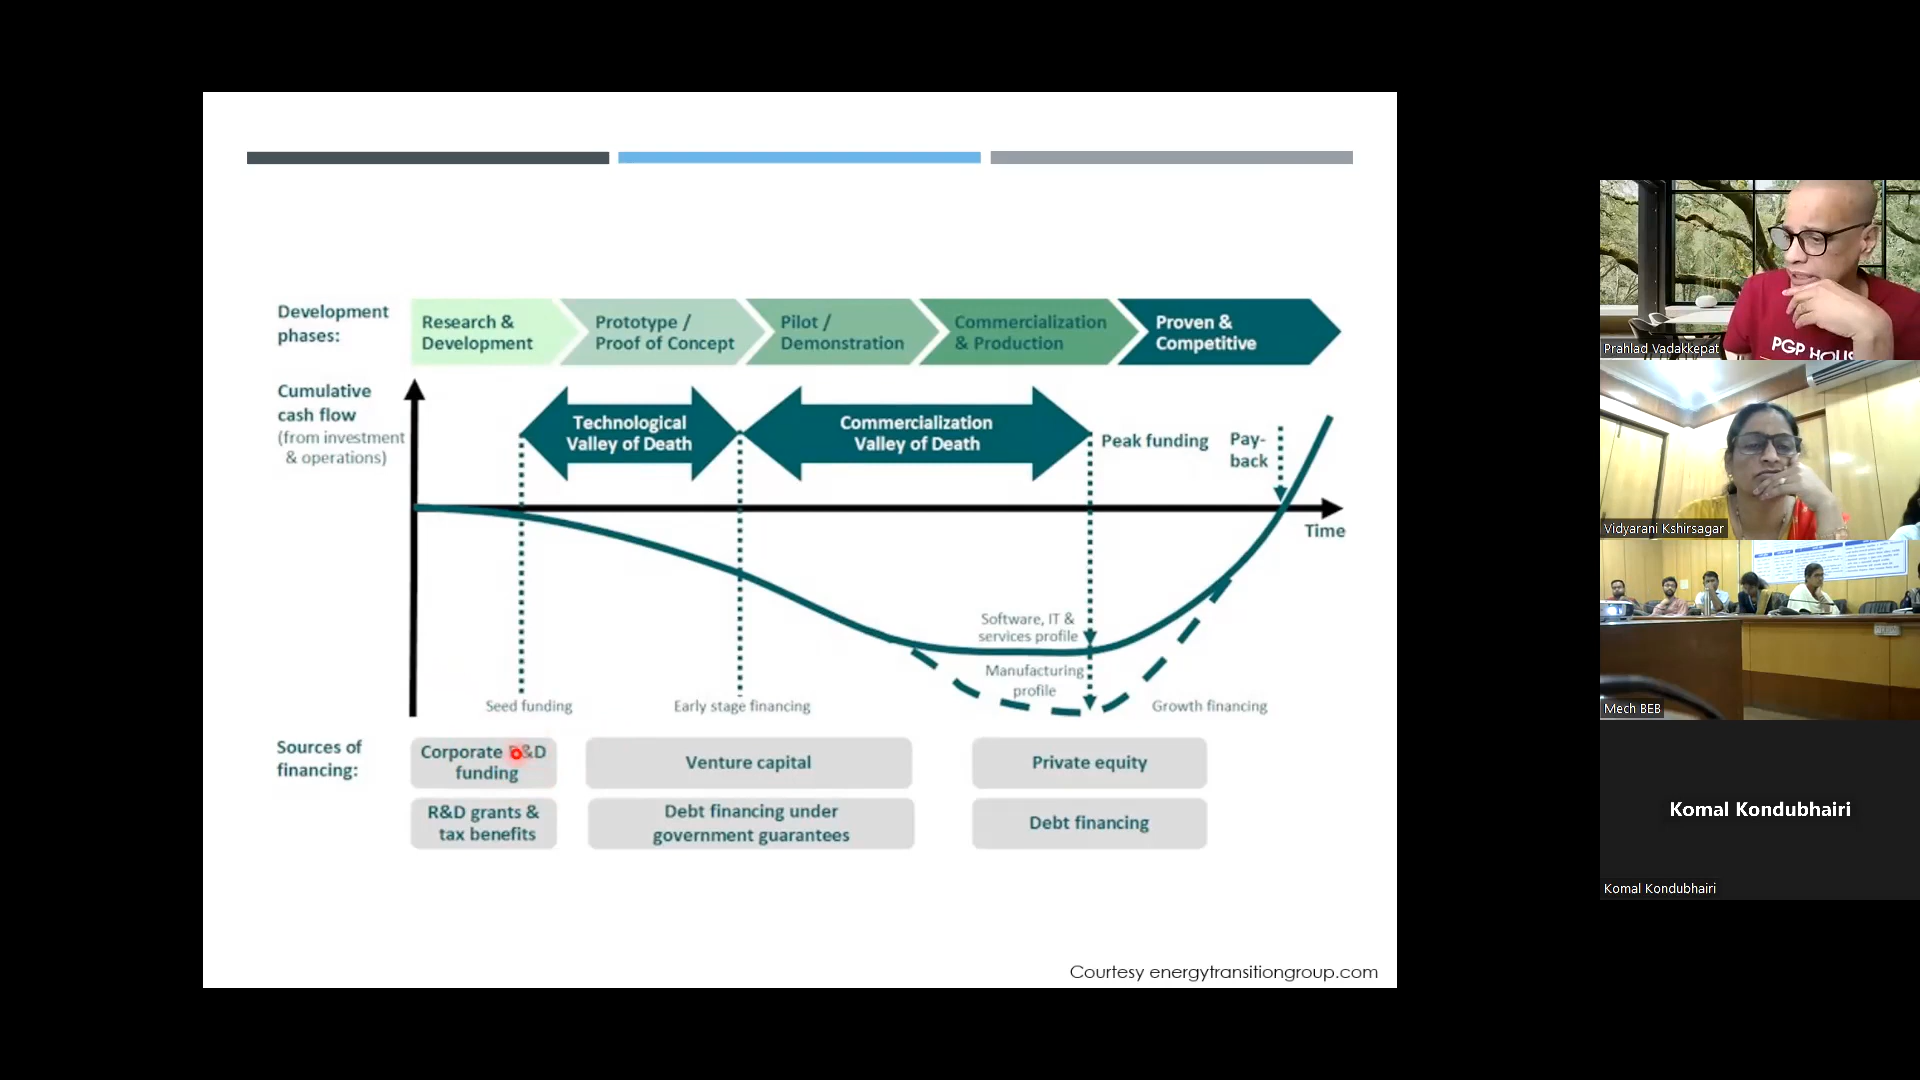 Development
phases:
Research &
Development
Prototype /
Proof of Concept
Pilot /
Demonstration
Commercialization
& Production
Proven &
Competitive
Cumulative
cash flow
(from investment
& operations)
Technological
Valley of Death
Commercialization
Valley of Death
Peak funding
Pay-
back
Time
Software, IT &
services profile
Manufacturing
profile
Seed funding
Early stage financing
Growth financing
Sources of
financing:
Corporate R&D
funding
Venture capital
Private equity
R&D grants &
tax benefits
Debt financing under
government guarantees
Debt financing
Courtesy energytransitiongroup.com
PGP HOUS
Prahlad Vadakkepat
Vidyarani Kshirsagar
Mech BEB
Komal Kondubhairi
Komal Kondubhairi